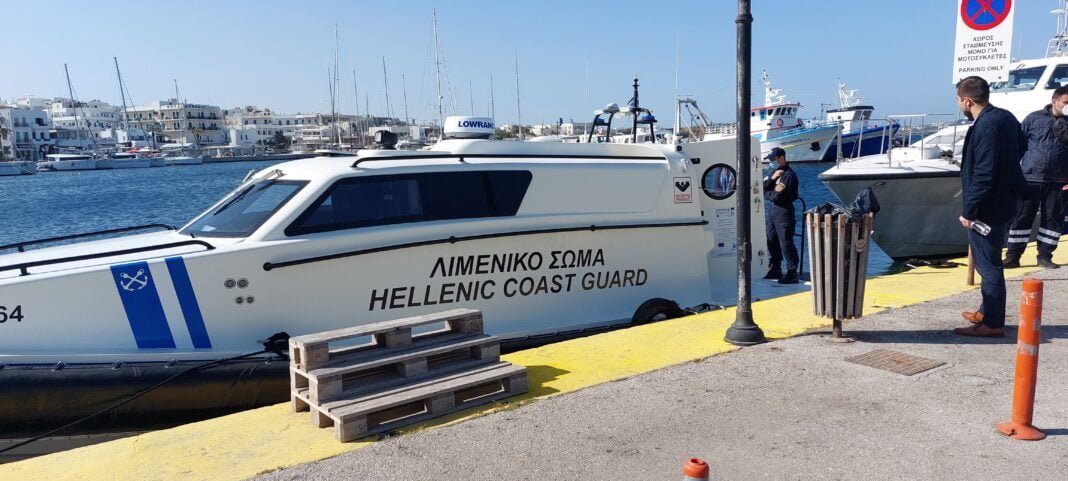 ΧΩΡΟΣ
ΣΤΑΘΜΕΥΣΗΣ
ΜΟΝΟ ΓΙΑ
ΜΟΤΟΣΥΚΛΕΤΕΣ
PARKING ONLY
LOWRANCE
ΛΙΜΕΝΙΚΟ ΣΩΜΑ
HELLENIC COAST GUARD
64